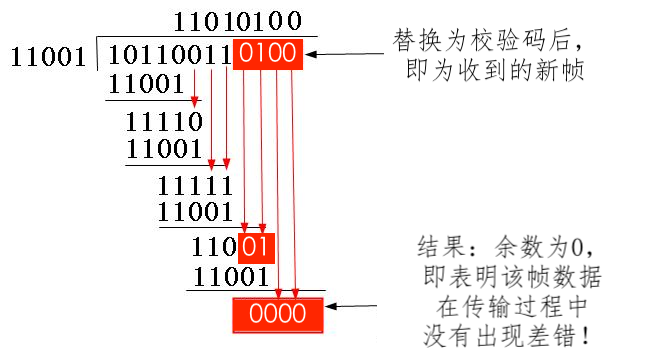 11010100
11001
10110011 0100
替换为校验码后，
即为收到的新帧
11001
11110
11001
11111
11001
11001
11001
0000
结果：余数为0，
即表明该帧数据
在传输过程中
没有出现差错！